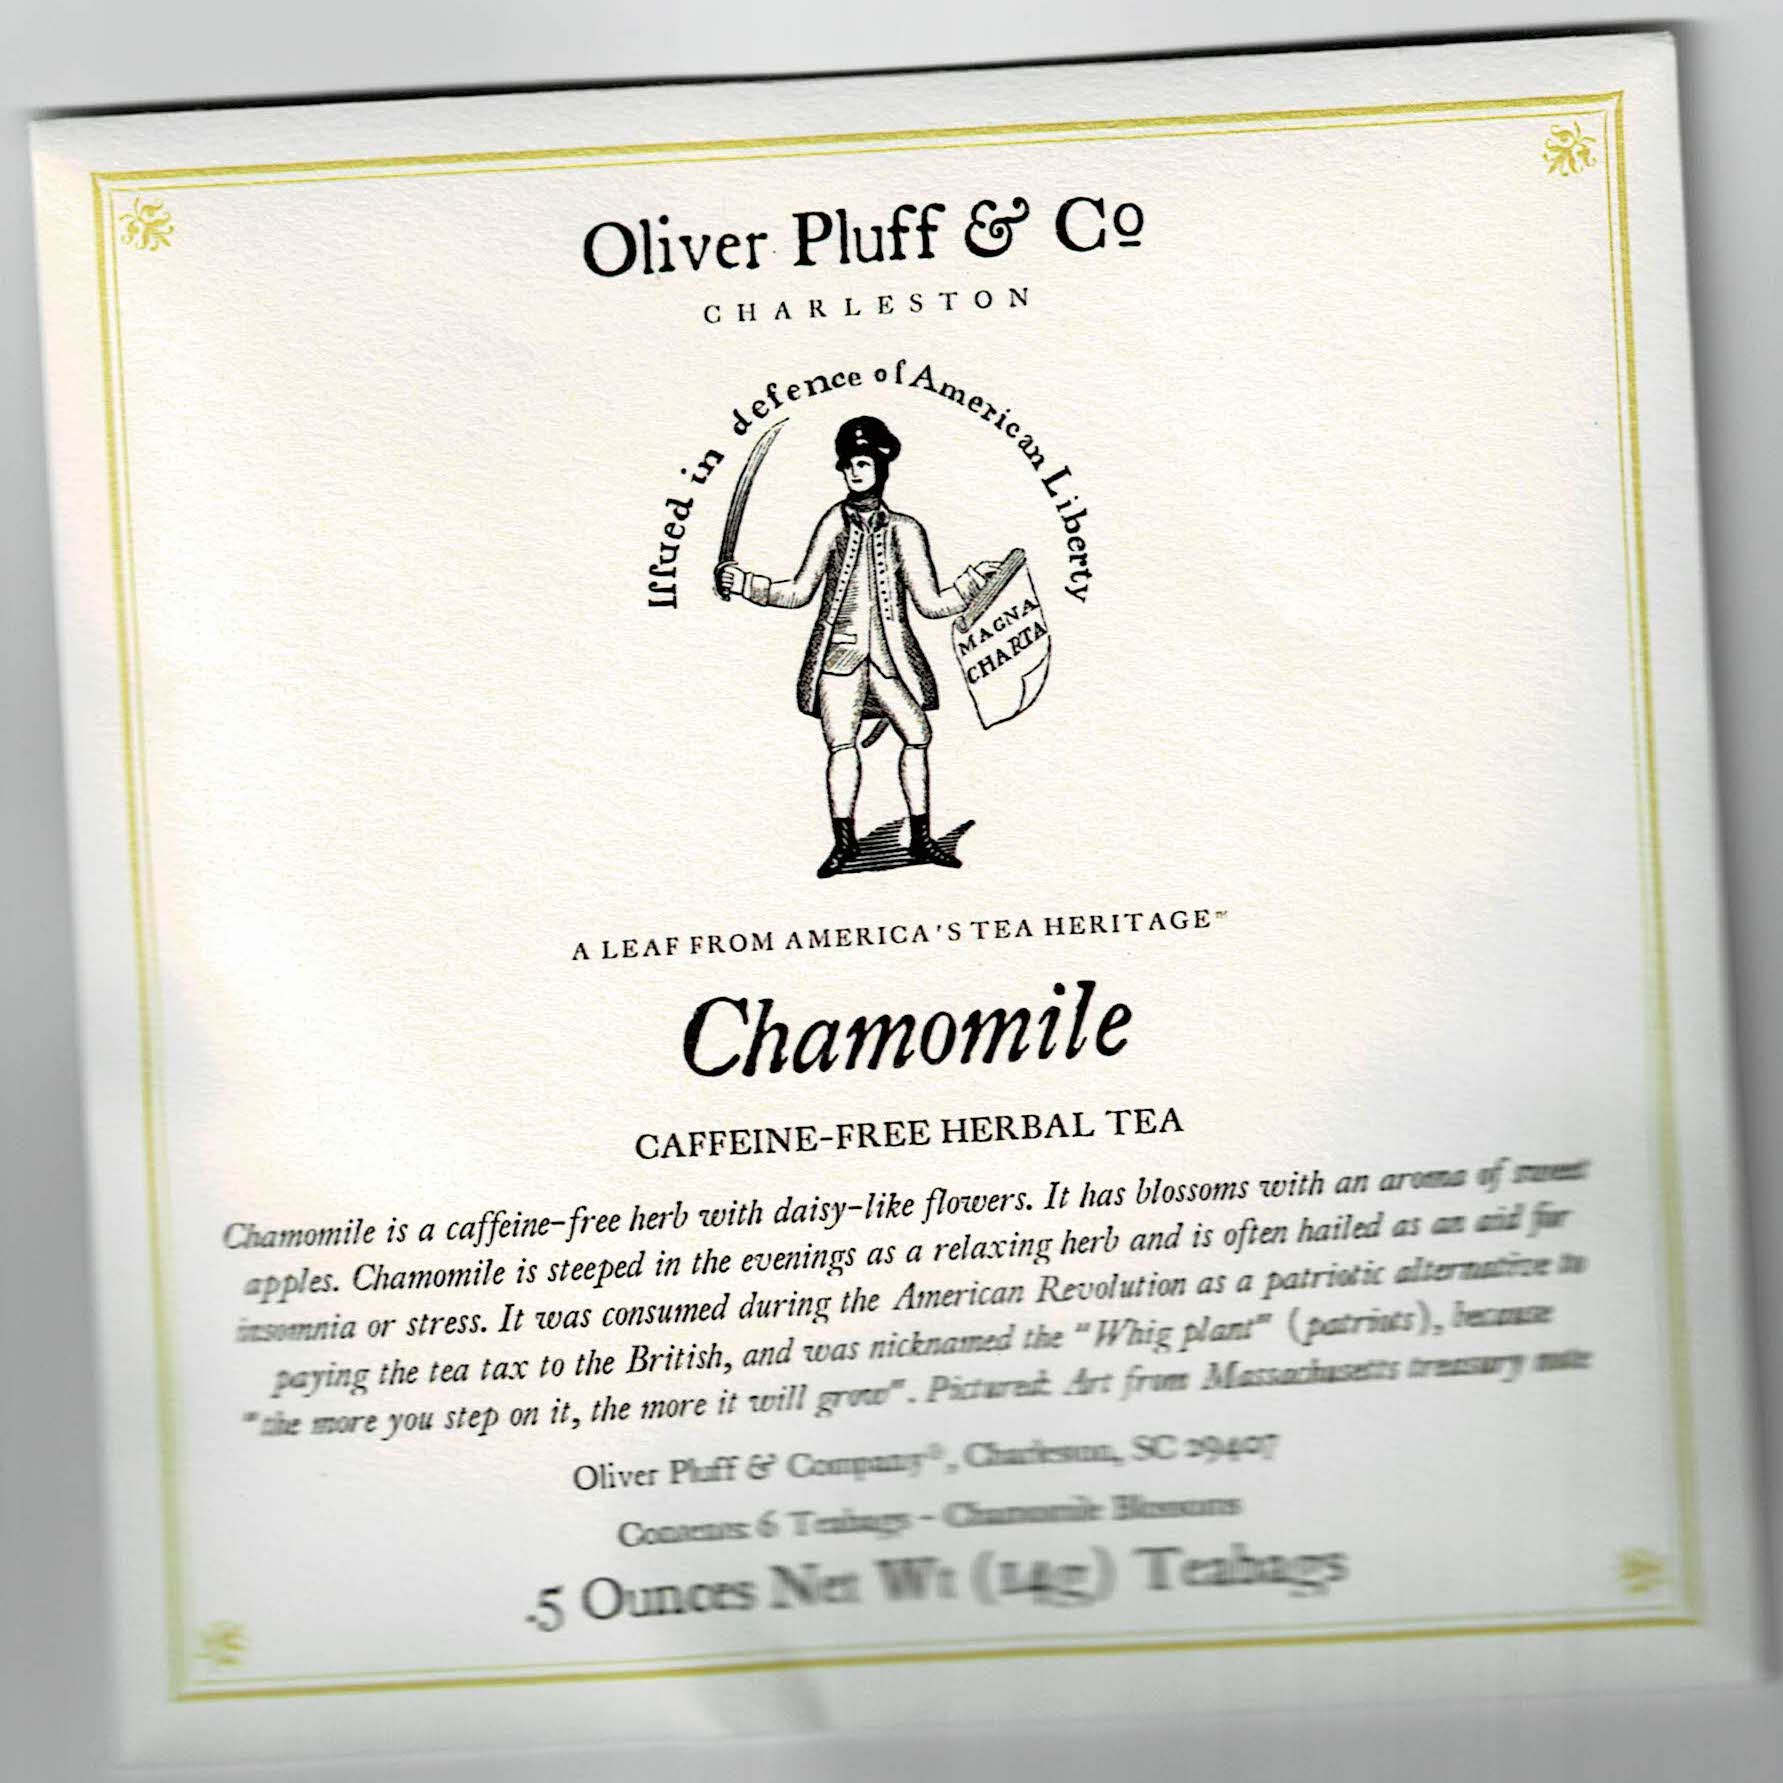 Oliver Pluff & Cº
CHARLESTON
Iſſued in defence of American Liberty
MAGNA
CHARTA
A LEAF FROM AMERICA'S TEA HERITAGE™
Chamomile
CAFFEINE-FREE HERBAL TEA
Chamomile is a caffeine-free herb with daisy-like flowers. It has blossoms with an aroma of sweet
apples. Chamomile is steeped in the evenings as a relaxing herb and is often hailed as an aid for
insomnia or stress. It was consumed during the American Revolution as a patriotic alternative to
paying the tea tax to the British, and was nicknamed the "Whig plant" (patriots), because
"the more you step on it, the more it will grow". Pictured: Art from Massachusetts treasury note
Oliver Pluff & Company®, Charleston, SC 29407
Contents: 6 Teabags - Chamomile Blossoms
.5 Ounces Net Wt (14g) Teabags